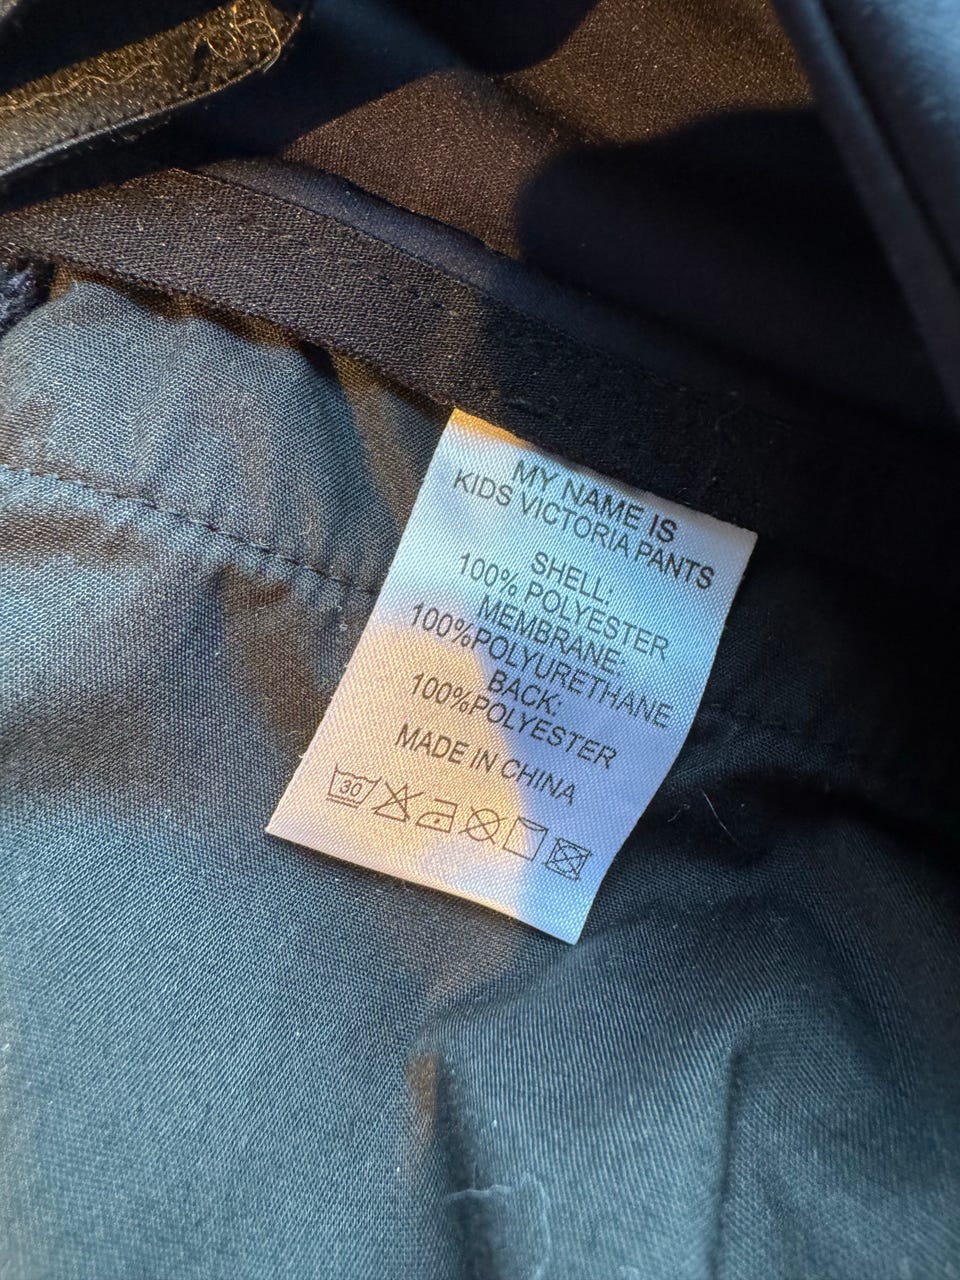 MY NAME IS
KIDS VICTORIA PANTS
SHELL:
100% POLYESTER
MEMBRANE:
100%POLYURETHANE
BACK:
100%POLYESTER
MADE IN CHINA
30